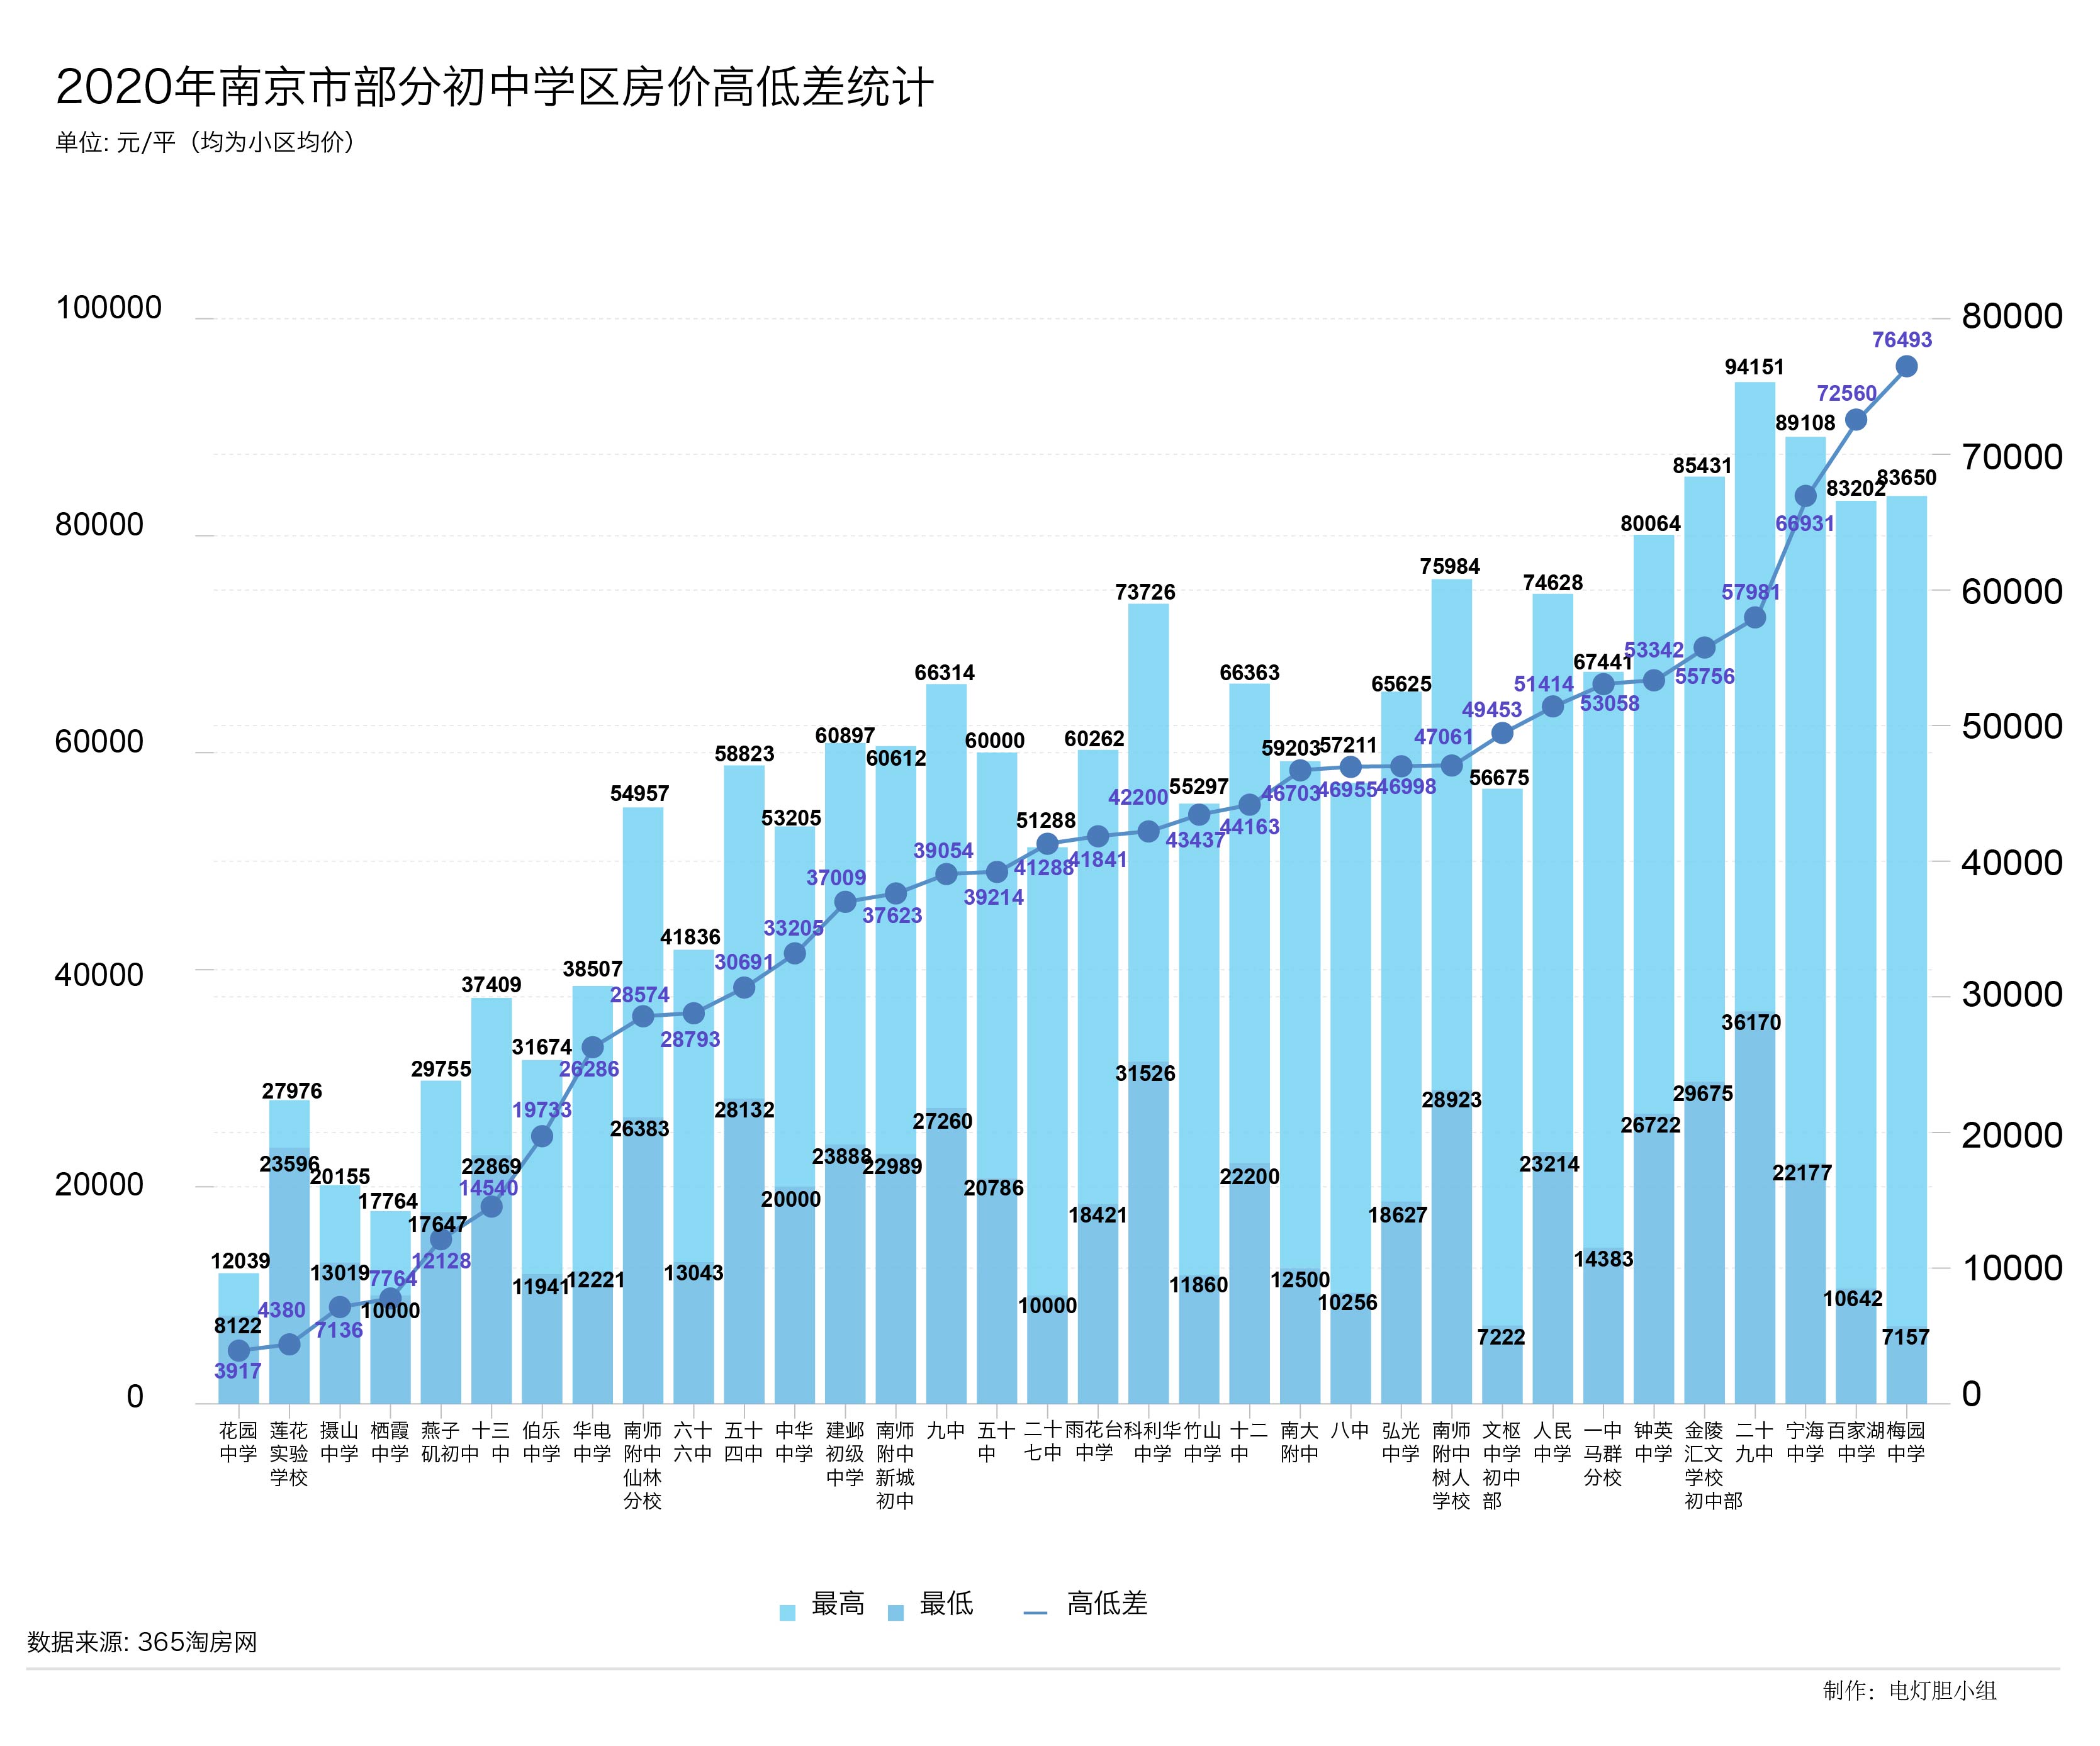 2020年南京市部分初中学区房价高低差统计
单位: 元/平（均为小区均价）
100000
80000
60000
40000
20000
0
80000
70000
60000
50000
40000
30000
20000
10000
0
12039
27976
20155
17764
29755
37409
31674
38507
54957
41836
58823
53205
60897
60612
66314
60000
51288
60262
73726
55297
66363
59203
57211
65625
75984
56675
74628
67441
80064
85431
94151
89108
83202
83650
8122
23596
13019
10000
17647
22869
11941
12221
26383
13043
28132
20000
23888
22989
27260
20786
10000
18421
31526
11860
22200
12500
10256
18627
28923
7222
23214
14383
26722
29675
36170
22177
10642
7157
3917
4380
7136
7764
12128
14540
19733
26286
28574
28793
30691
33205
37009
37623
39054
39214
41288
41841
42200
43437
44163
46703
46955
46998
47061
49453
51414
53058
53342
55756
57981
66931
72560
76493
花园
中学
莲花
实验
学校
摄山
中学
栖霞
中学
燕子
矶初中
十三
中
伯乐
中学
华电
中学
南师
附中
仙林
分校
六十
六中
五十
四中
中华
中学
建邺
初级
中学
南师
附中
新城
初中
九中
五十
中
二十
七中
雨花台
中学
科利华
中学
竹山
中学
十二
中
南大
附中
八中
弘光
中学
南师
附中
树人
学校
文枢
中学
初中
部
人民
中学
一中
马群
分校
钟英
中学
金陵
汇文
学校
初中部
二十
九中
宁海
中学
百家湖
中学
梅园
中学
最高
最低
高低差
数据来源: 365淘房网
制作：电灯胆小组